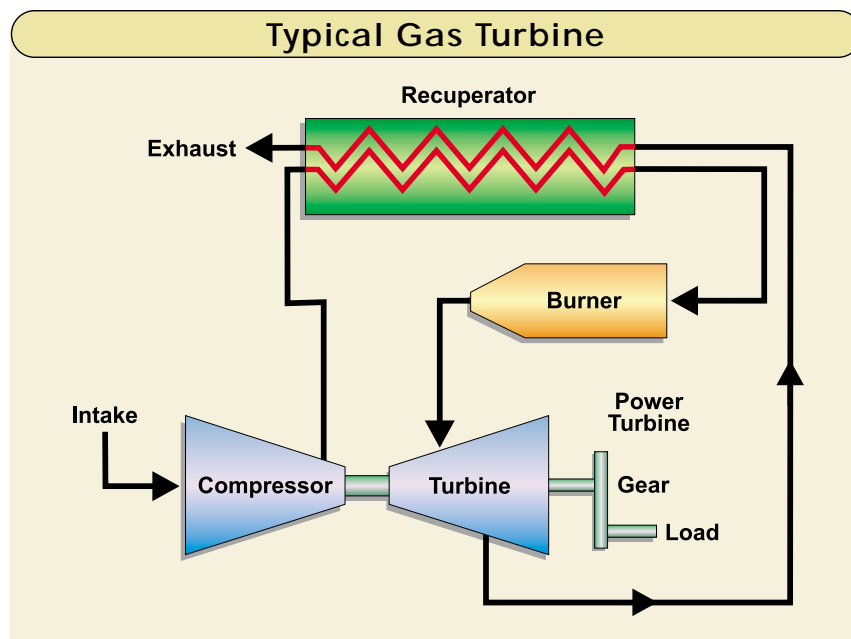 Typical Gas Turbine
Recuperator
Exhaust
Burner
Intake
Power
Turbine
Compressor
Turbine
Gear
Load